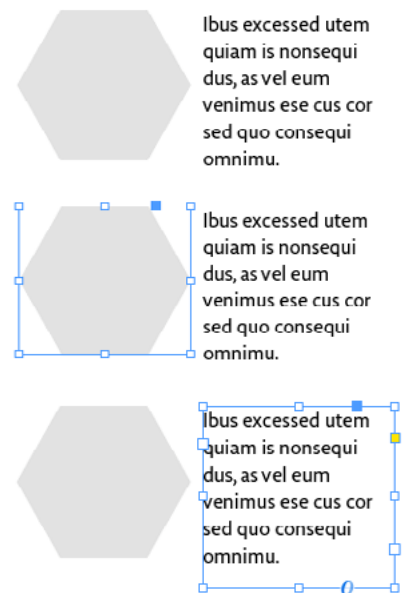 Ibus excessed utem
quiam is nonsequi
dus, as vel eum
venimus ese cus cor
sed quo consequi
omnimu.
Ibus excessed utem
quiam is nonsequi
dus, as vel eum
venimus ese cus cor
sed quo consequi
omnimu.
Ibus excessed utem
quiam is nonsequi
dus, as vel eum
venimus ese cus cor
sed quo consequi
omnimu.